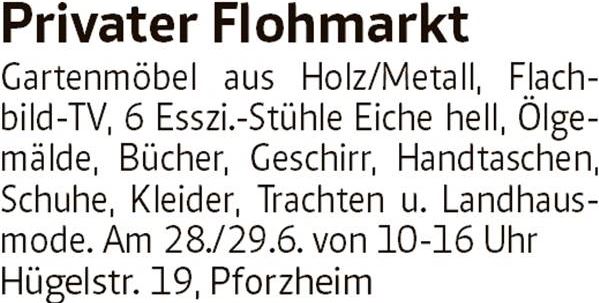 Privater Flohmarkt
Gartenmöbel aus Holz/Metall, Flach-
bild-TV, 6 Esszi.-Stühle Eiche hell, Ölge-
mälde, Bücher, Geschirr, Handtaschen,
Schuhe, Kleider, Trachten u. Landhaus-
mode. Am 28./29.6. von 10-16 Uhr
Hügelstr. 19, Pforzheim